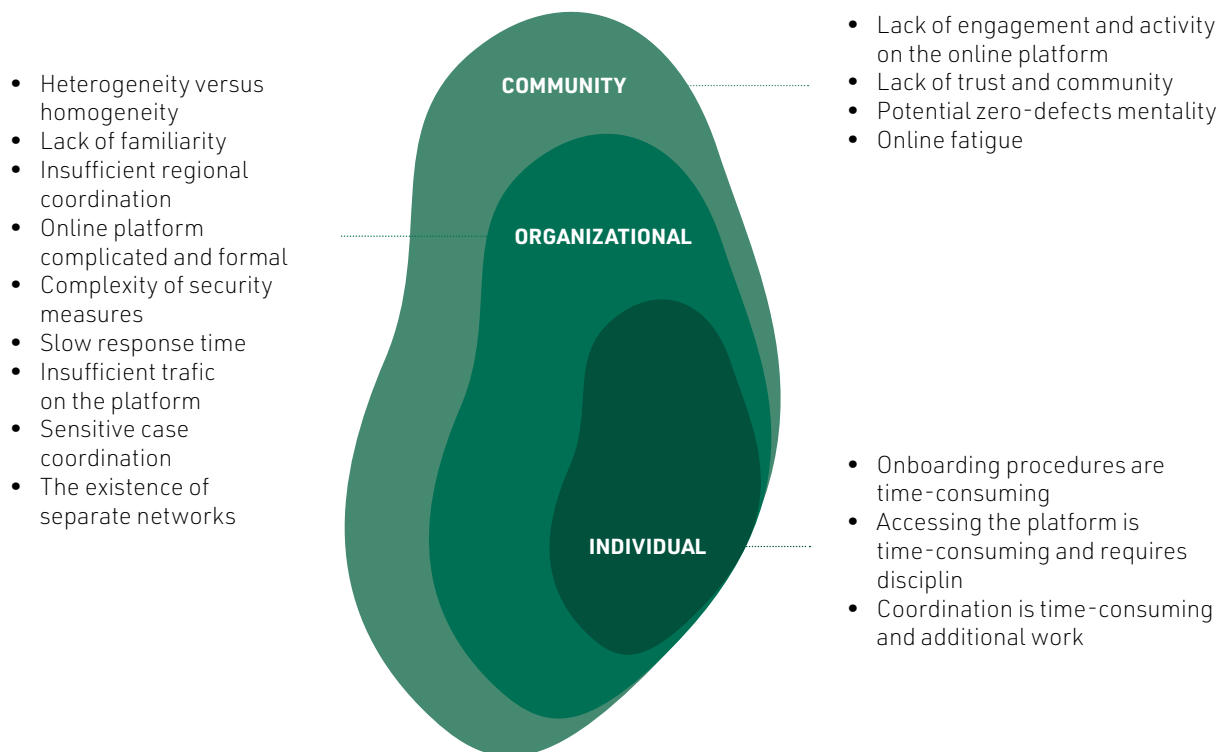 COMMUNITY
• Lack of engagement and activity
on the online platform
• Lack of trust and community
• Potential zero-defects mentality
• Online fatigue
• Heterogeneity versus
homogeneity
• Lack of familiarity
• Insufficient regional
coordination
• Online platform
complicated and formal
• Complexity of security
measures
• Slow response time
• Insufficient trafic
on the platform
• Sensitive case
coordination
• The existence of
separate networks
ORGANIZATIONAL
INDIVIDUAL
• Onboarding procedures are
time-consuming
• Accessing the platform is
time-consuming and requires
disciplin
• Coordination is time-consuming
and additional work